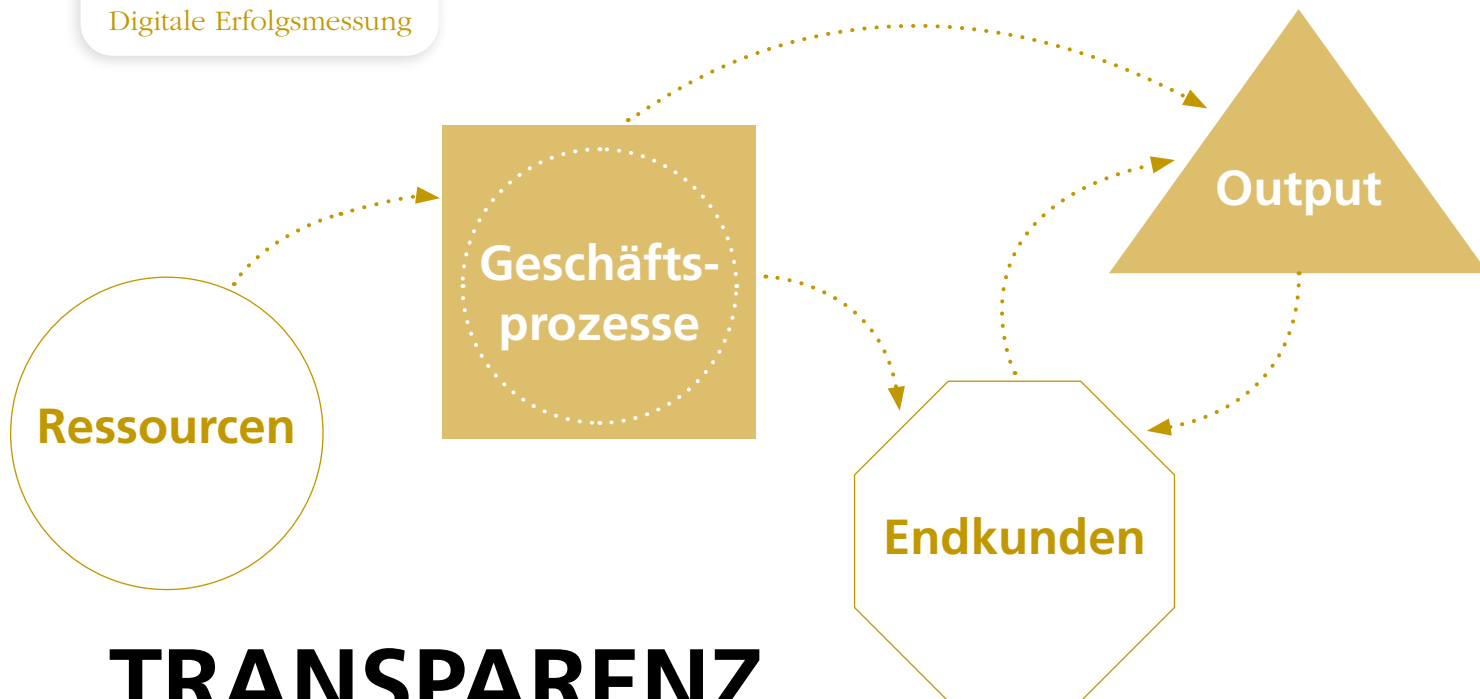 Digitale Erfolgsmessung
Output
Geschäfts-
prozesse
Ressourcen
Endkunden
TRANSPARENZ